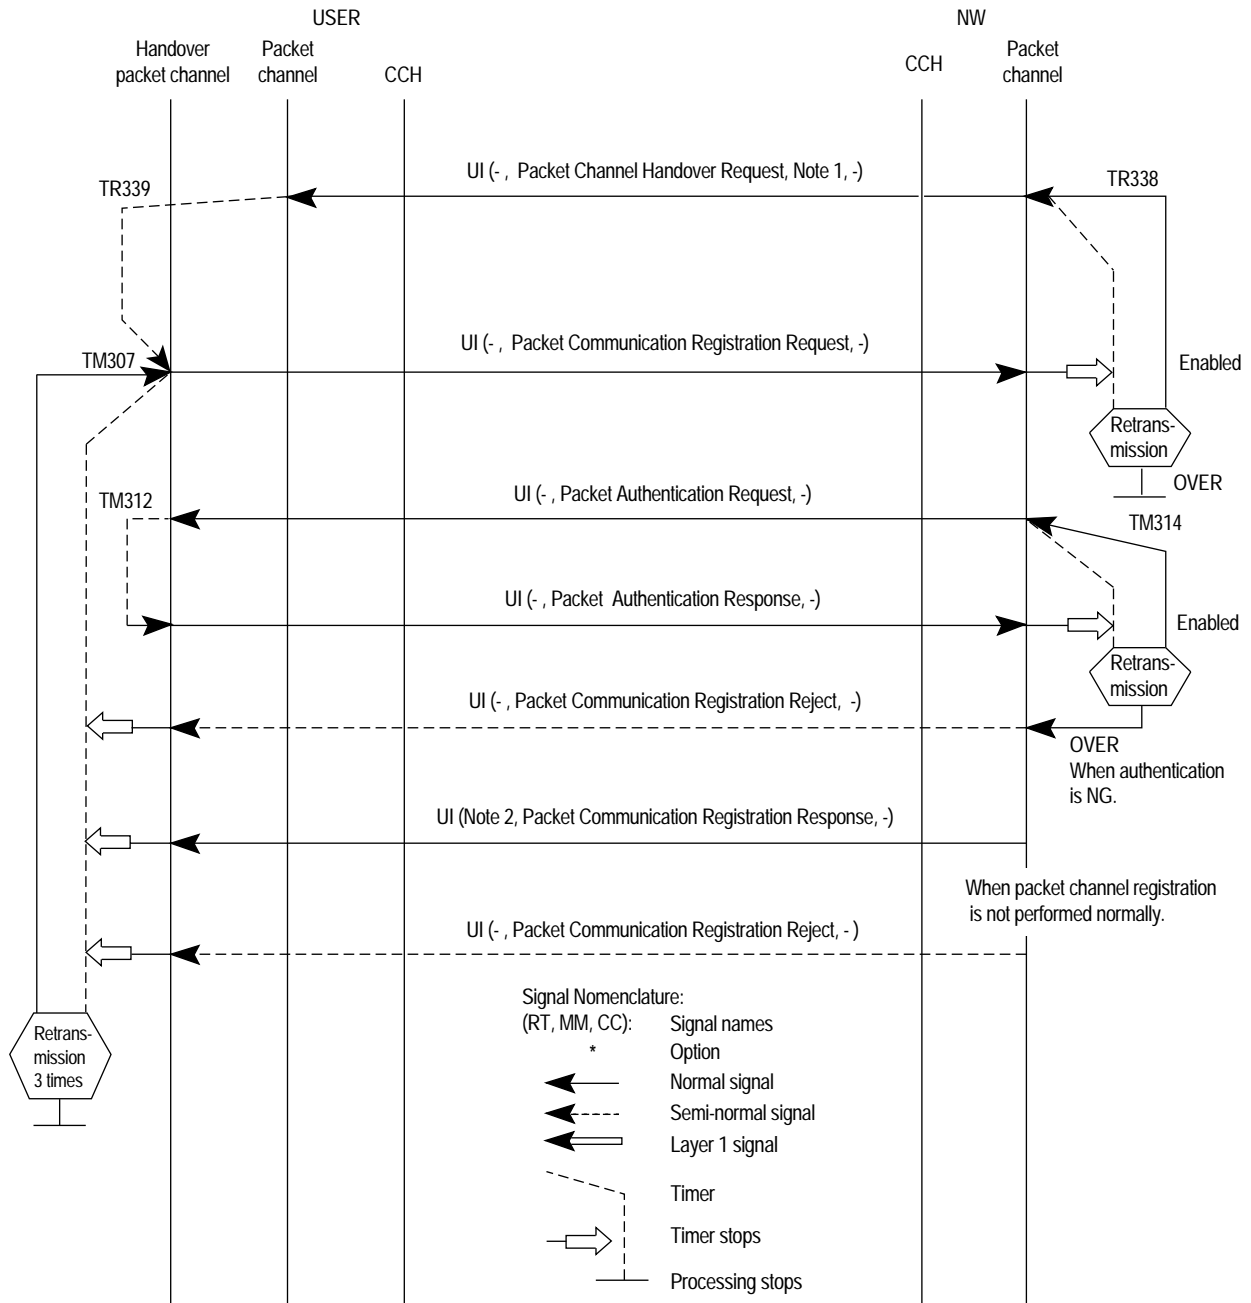 USER
NW
Handover
packet channel
Packet
channel
CCH
CCH
Packet
channel
UI (- , Packet Channel Handover Request, Note 1, -)
TR339
TR338
UI (- , Packet Communication Registration Request, -)
TM307
Enabled
Retrans-
mission
OVER
UI (- , Packet Authentication Request, -)
TM312
TM314
UI (- , Packet Authentication Response, -)
Enabled
Retrans-
mission
UI (- , Packet Communication Registration Reject, -)
OVER
When authentication
is NG.
UI (Note 2, Packet Communication Registration Response, -)
When packet channel registration
is not performed normally.
UI (- , Packet Communication Registration Reject, - )
Retrans-
mission
3 times
Signal Nomenclature:
(RT, MM, CC): Signal names
* Option
Normal signal
Semi-normal signal
Layer 1 signal
Timer
Timer stops
Processing stops